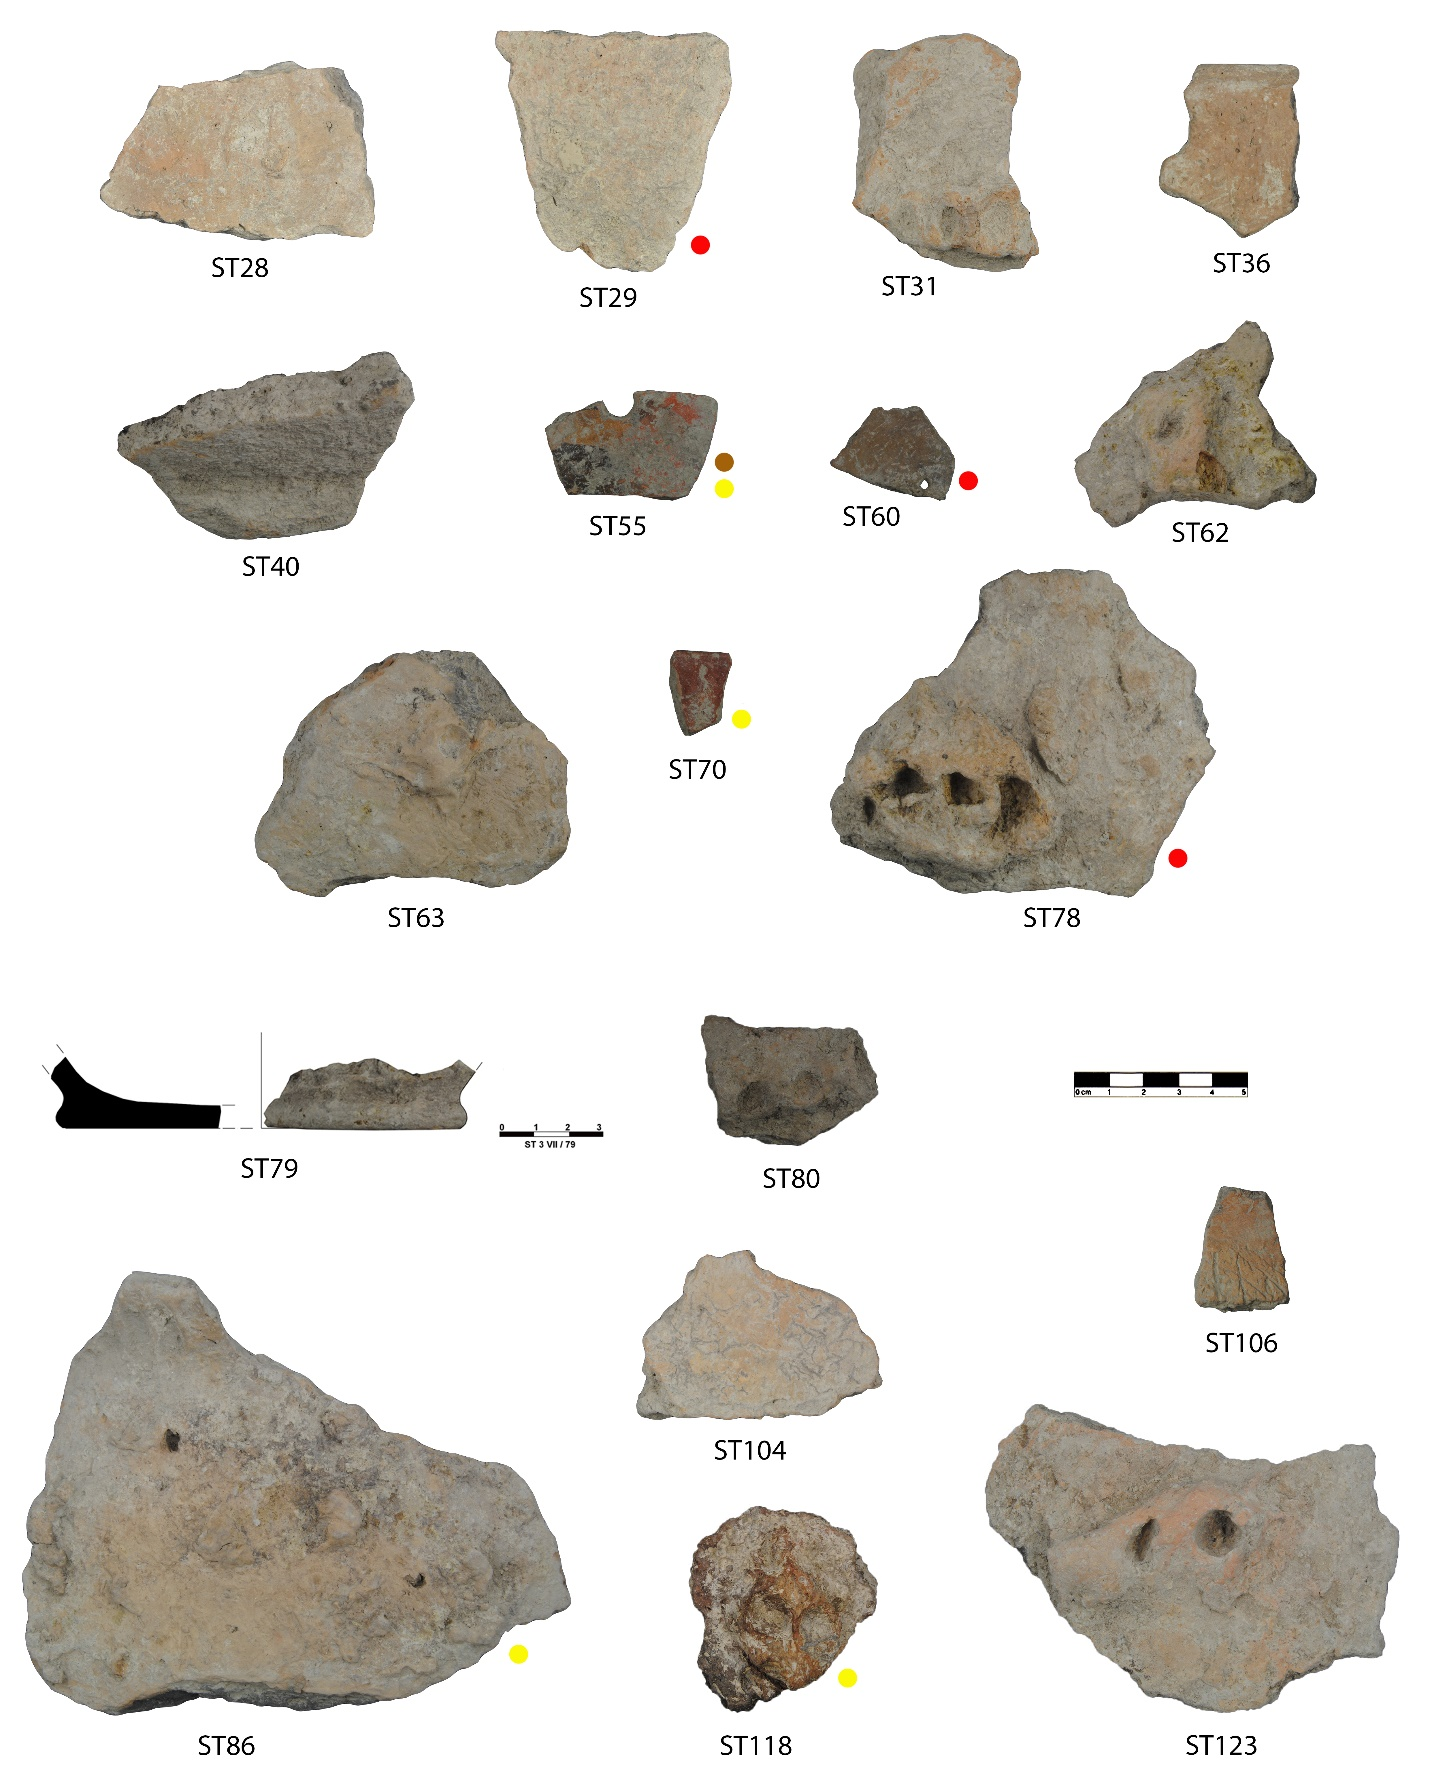 ST28
ST29
ST31
ST36
ST40
ST55
ST60
ST62
ST63
ST70
ST78
ST79
0 1 2 3
ST 3 VII / 79
ST80
0 cm 1 2 3 4 5
ST106
ST104
ST86
ST118
ST123